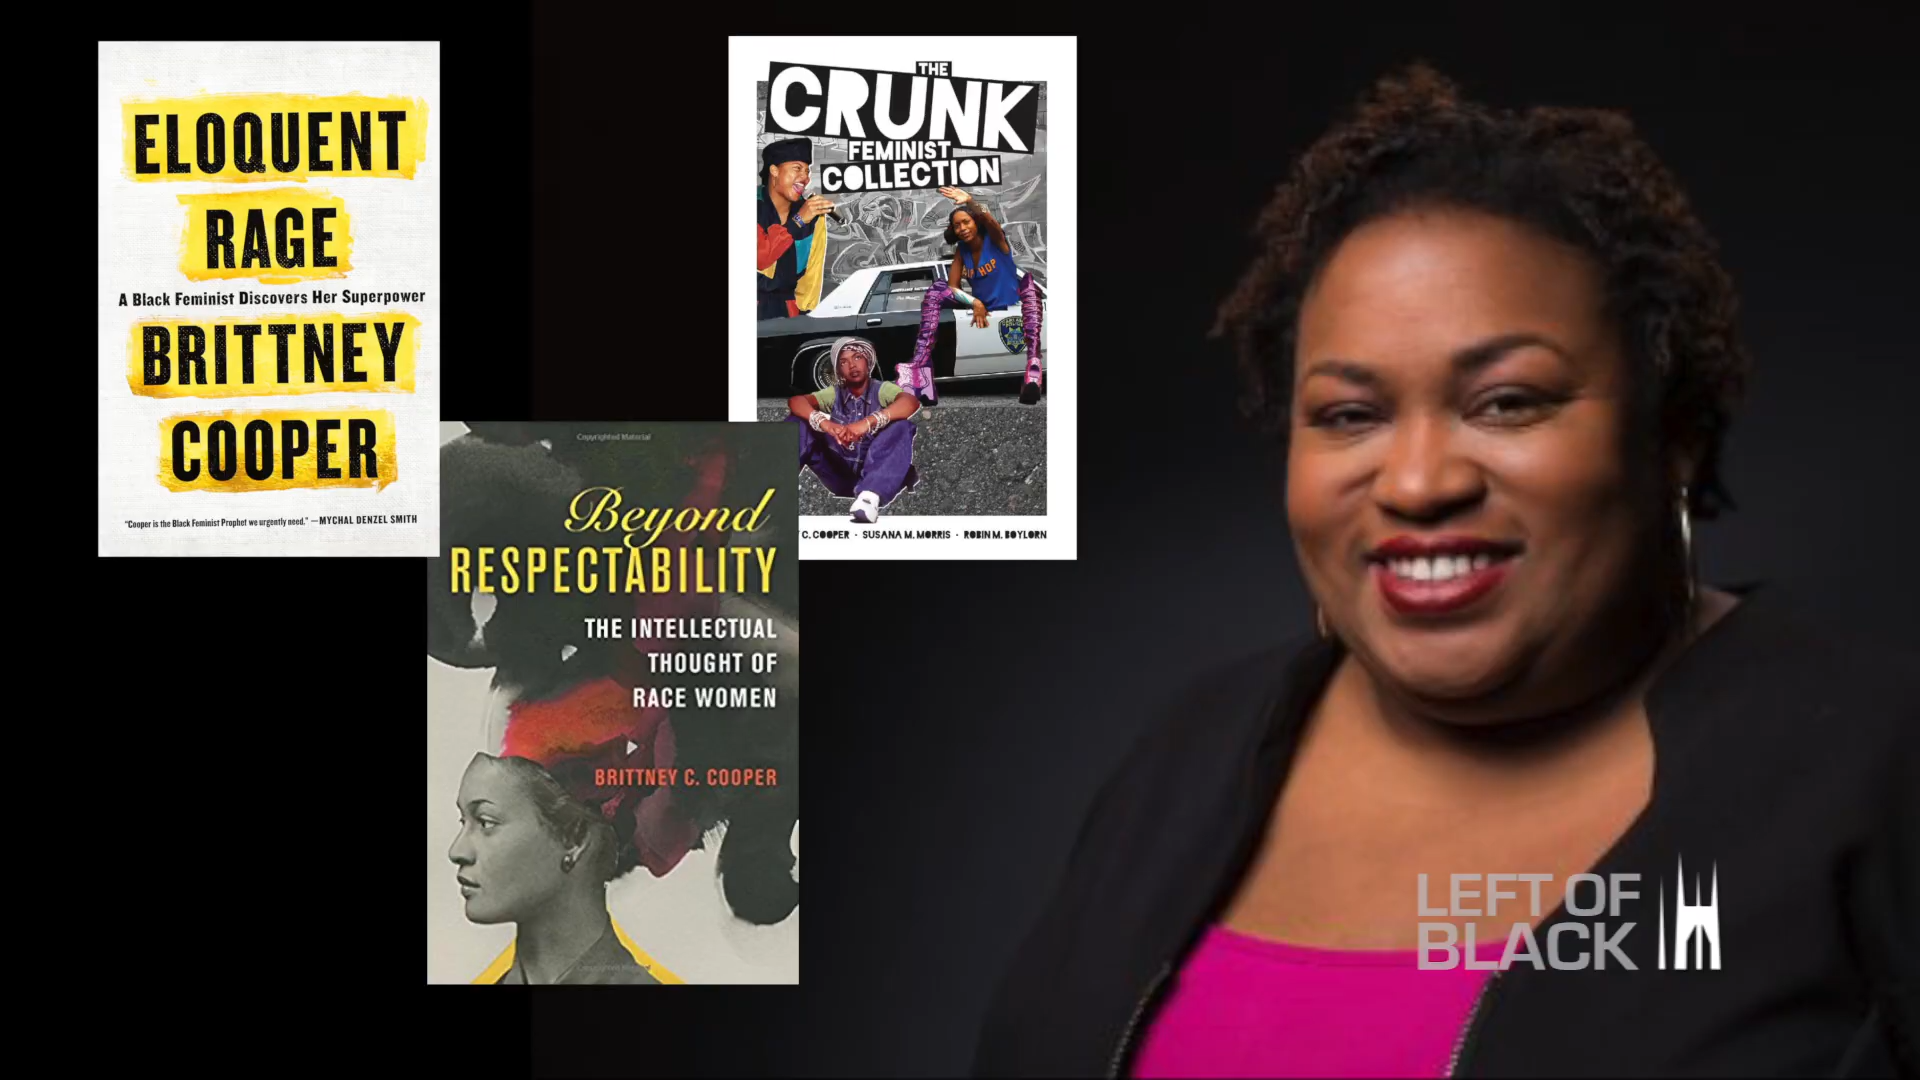 ELOQUENT
RAGE
A Black Feminist Discovers Her Superpower
BRITTNEY
COOPER
"Cooper is the Black Feminist Prophet we urgently need." —MYCHAL DENZEL SMITH
THE
CRUNK
FEMINIST
COLLECTION
HIP HOP
C. COOPER · SUSANA M. MORRIS · ROBIN M. BOYLORN
Copyrighted Material
Beyond
RESPECTABILITY
THE INTELLECTUAL
THOUGHT OF
RACE WOMEN
BRITTNEY C. COOPER
Copyrighted Material
LEFT OF
BLACK